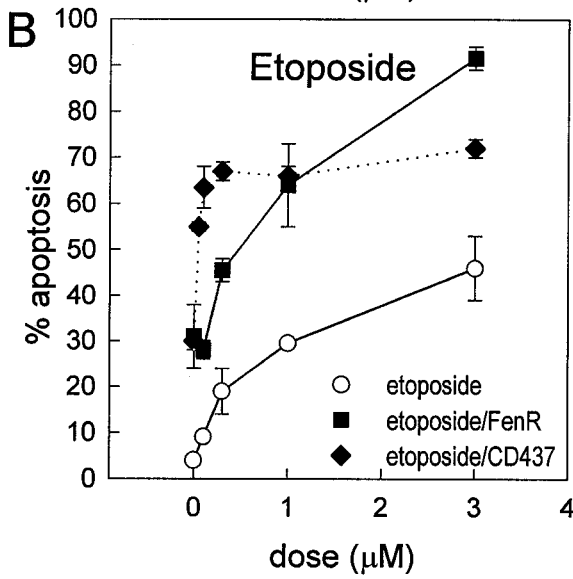 B
Etoposide
100
90
80
70
60
50
40
30
20
10
0
% apoptosis
etoposide
etoposide/FenR
etoposide/CD437
0 1 2 3 4
dose (μM)